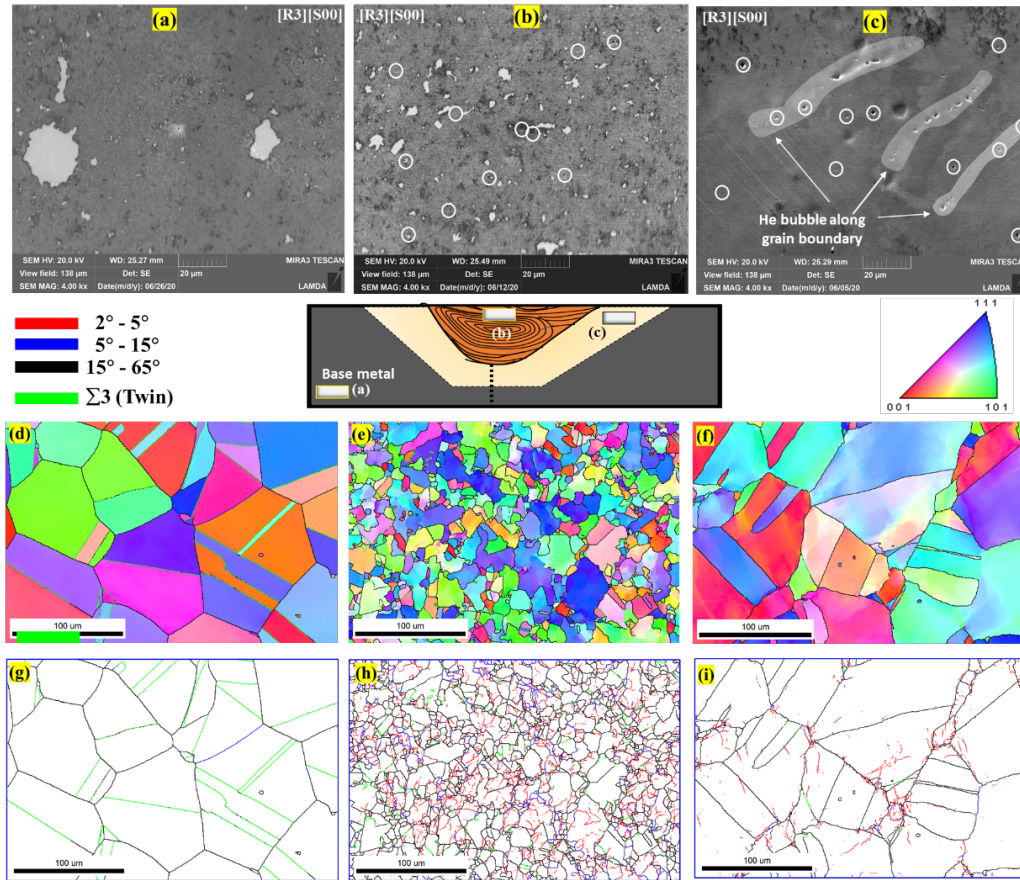 [R3][S00]
(a)
SEM HV: 20.0 kV
WD: 25.27 mm
MIRA3 TESCAN
View field: 138 µm
Det: SE
20 µm
SEM MAG: 4.00 kx
Date(m/d/y): 06/26/20
LAMDA
[R3][S00]
(b)
SEM HV: 20.0 kV
WD: 25.49 mm
MIRA3 TESCAN
View field: 138 µm
Det: SE
20 µm
SEM MAG: 4.00 kx
Date(m/d/y): 06/12/20
LAMDA
[R3][S00]
(c)
He bubble along
grain boundary
SEM HV: 20.0 kV
WD: 25.29 mm
MIRA3 TESCAN
View field: 138 µm
Det: SE
20 µm
SEM MAG: 4.00 kx
Date(m/d/y): 06/05/20
LAMDA
2° - 5°
5° - 15°
15° - 65°
∑3 (Twin)
(b)
(c)
Base metal
(a)
1 1 1
0 0 1
1 0 1
(d)
100 um
(e)
100 um
(f)
100 um
(g)
100 um
(h)
100 um
(i)
100 um